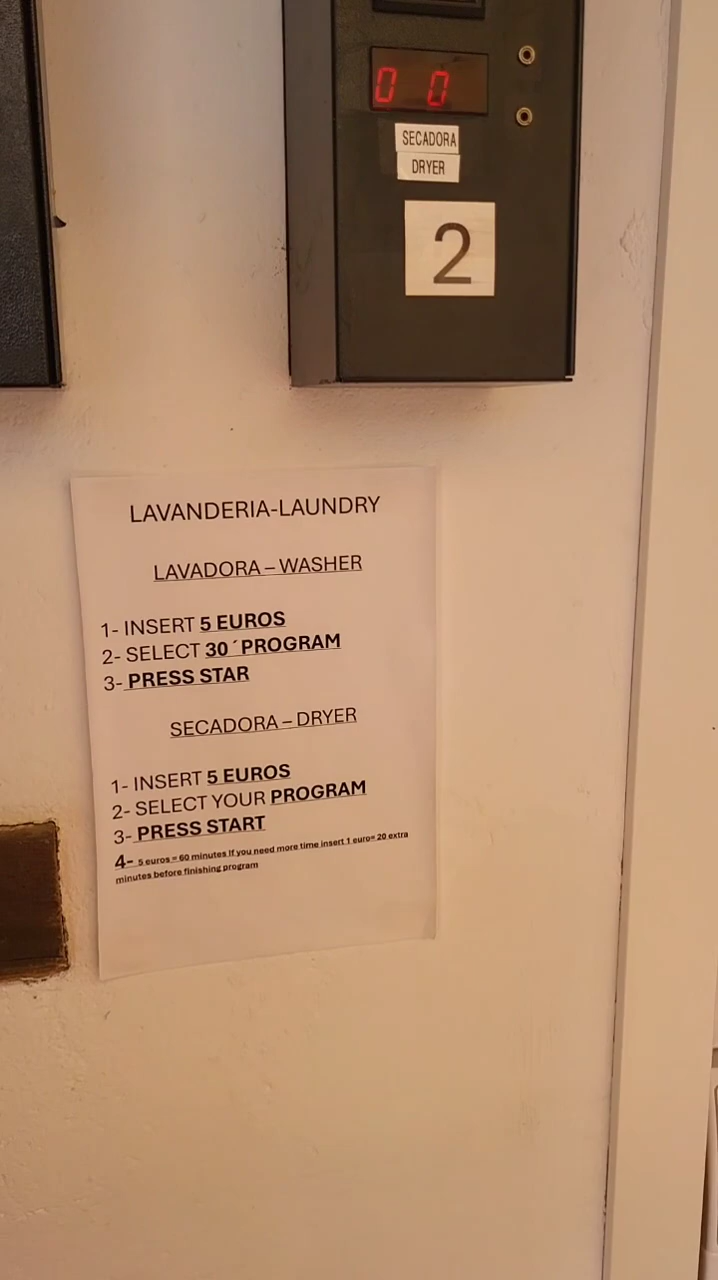 0 0
SECADORA
DRYER
2
LAVANDERIA-LAUNDRY
LAVADORA – WASHER
1- INSERT 5 EUROS
2- SELECT 30 ´PROGRAM
3- PRESS STAR
SECADORA – DRYER
1- INSERT 5 EUROS
2- SELECT YOUR PROGRAM
3- PRESS START
4- 5 euros = 60 minutes If you need more time insert 1 euro= 20 extra
minutes before finishing program